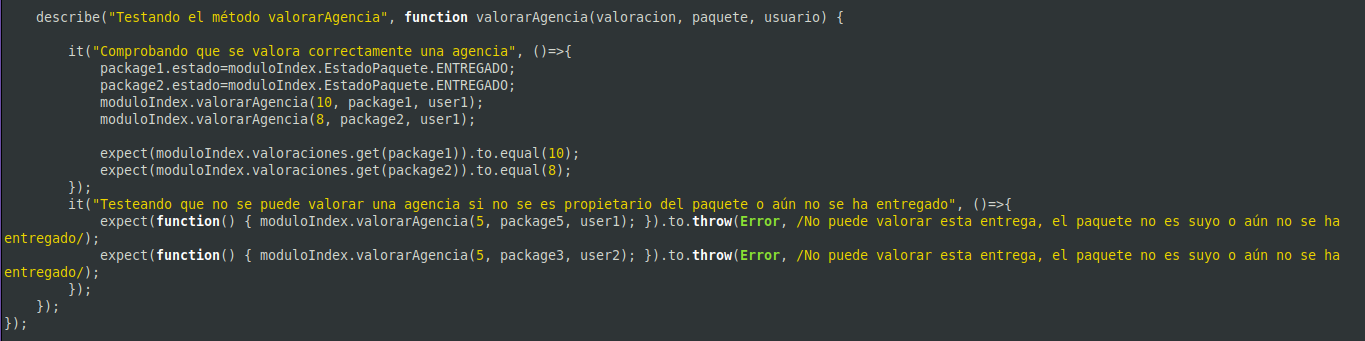 describe("Testando el método valorarAgencia", function valorarAgencia(valoracion, paquete, usuario) {
it("Comprobando que se valora correctamente una agencia", ()=>{
package1.estado=moduloIndex.EstadoPaquete.ENTREGADO;
package2.estado=moduloIndex.EstadoPaquete.ENTREGADO;
moduloIndex.valorarAgencia(10, package1, user1);
moduloIndex.valorarAgencia(8, package2, user1);
expect(moduloIndex.valoraciones.get(package1)).to.equal(10);
expect(moduloIndex.valoraciones.get(package2)).to.equal(8);
});
it("Testeando que no se puede valorar una agencia si no se es propietario del paquete o aún no se ha entregado", ()=>{
expect(function() { moduloIndex.valorarAgencia(5, package5, user1); }).to.throw(Error, /No puede valorar esta entrega, el paquete no es suyo o aún no se ha
entregado/);
expect(function() { moduloIndex.valorarAgencia(5, package3, user2); }).to.throw(Error, /No puede valorar esta entrega, el paquete no es suyo o aún no se ha
entregado/);
});
});
});